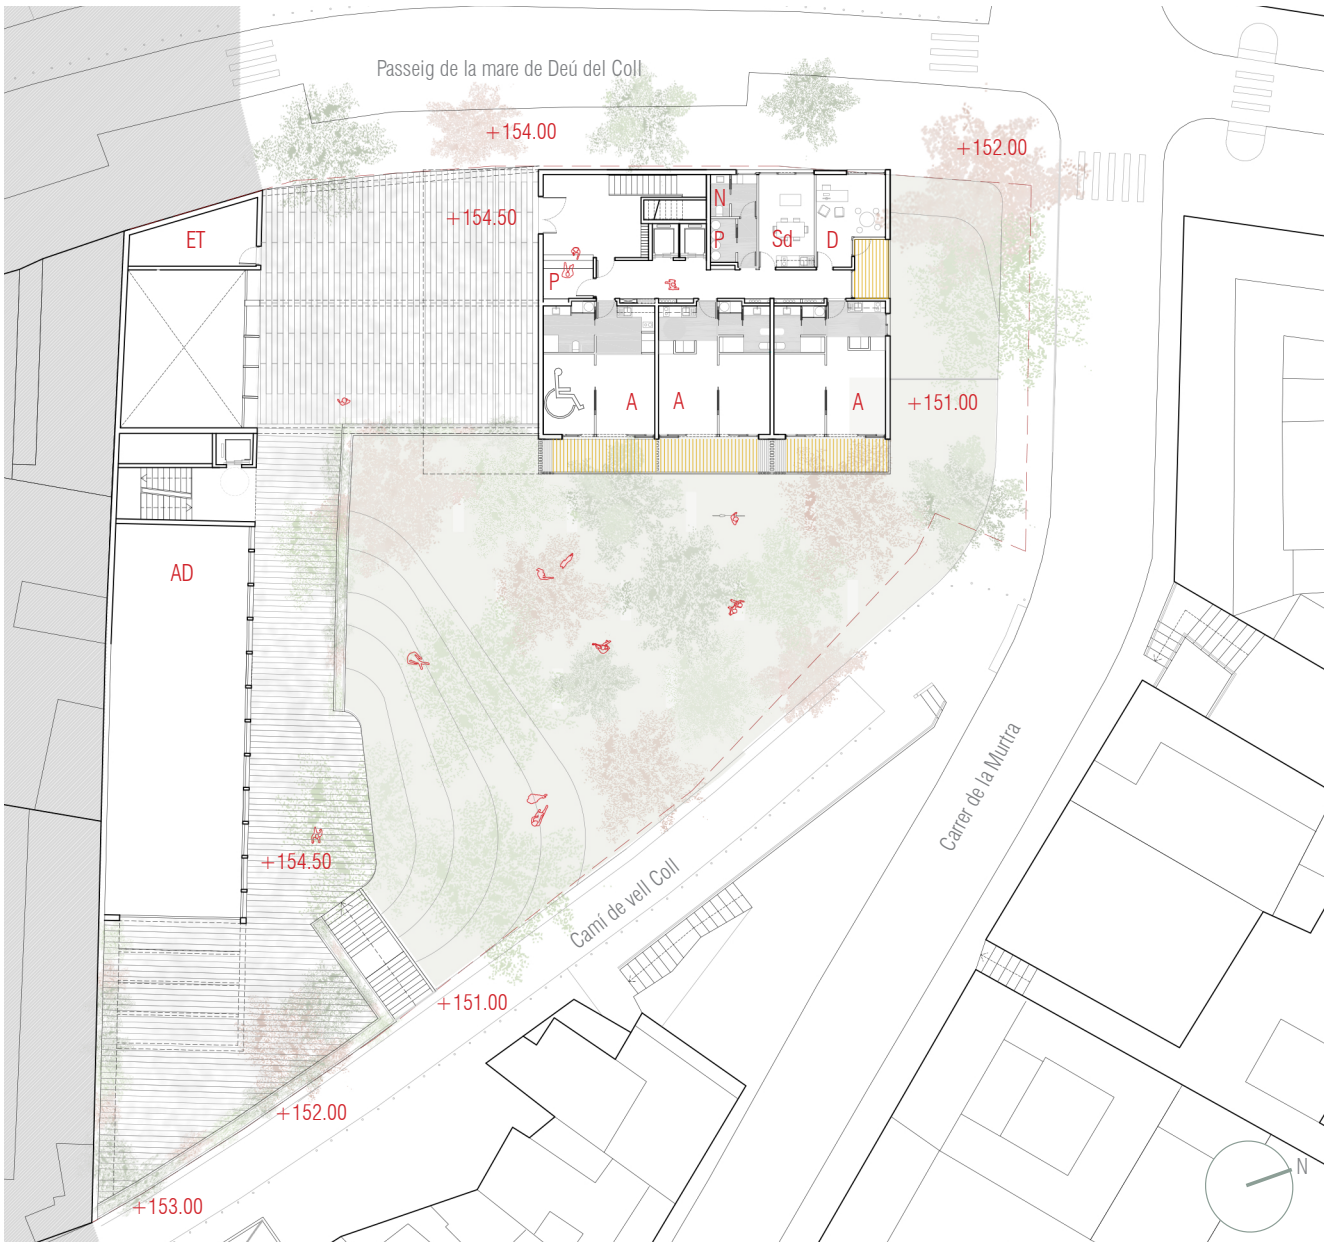 Passeig de la mare de Deú del Coll
+154.00
+152.00
N
+154.50
ET
P
Sd
D
P
A
A
A
+151.00
AD
Carrer de la Murtra
+154.50
Camí de vell Coll
+151.00
+152.00
N
+153.00